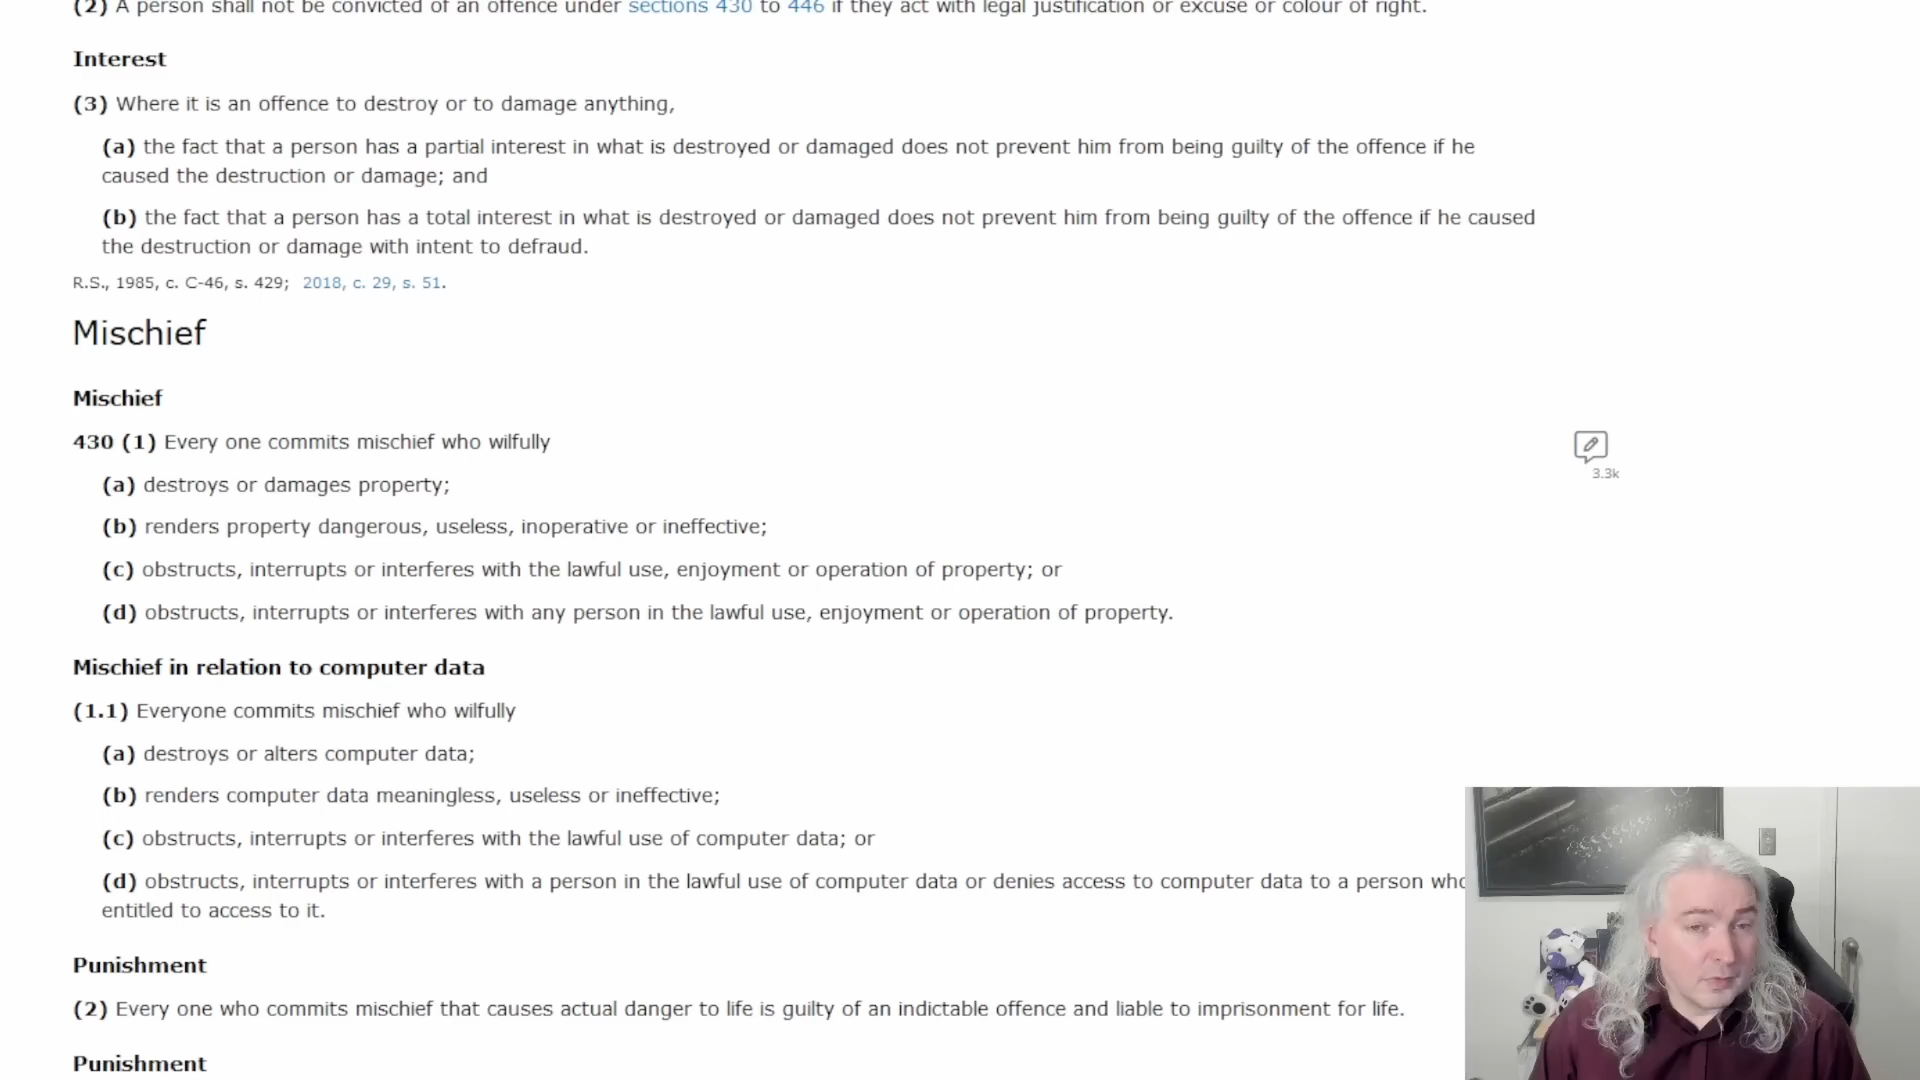 (2) A person shall not be convicted of an offence under sections 430 to 446 if they act with legal justification or excuse or colour of right.
Interest
(3) Where it is an offence to destroy or to damage anything,
(a) the fact that a person has a partial interest in what is destroyed or damaged does not prevent him from being guilty of the offence if he
caused the destruction or damage; and
(b) the fact that a person has a total interest in what is destroyed or damaged does not prevent him from being guilty of the offence if he caused
the destruction or damage with intent to defraud.
R.S., 1985, c. C-46, s. 429; 2018, c. 29, s. 51.
Mischief
Mischief
430 (1) Every one commits mischief who wilfully
3.3k
(a) destroys or damages property;
(b) renders property dangerous, useless, inoperative or ineffective;
(c) obstructs, interrupts or interferes with the lawful use, enjoyment or operation of property; or
(d) obstructs, interrupts or interferes with any person in the lawful use, enjoyment or operation of property.
Mischief in relation to computer data
(1.1) Everyone commits mischief who wilfully
(a) destroys or alters computer data;
(b) renders computer data meaningless, useless or ineffective;
(c) obstructs, interrupts or interferes with the lawful use of computer data; or
(d) obstructs, interrupts or interferes with a person in the lawful use of computer data or denies access to computer data to a person who
entitled to access to it.
Punishment
(2) Every one who commits mischief that causes actual danger to life is guilty of an indictable offence and liable to imprisonment for life.
Punishment